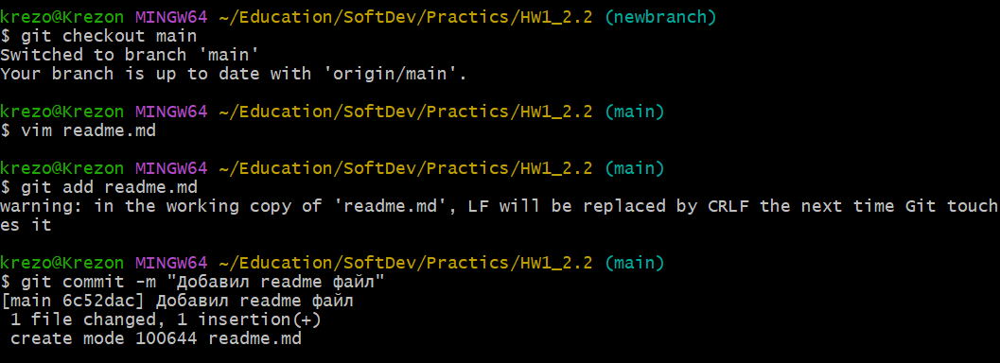 krezo@Krezon MINGW64 ~/Education/SoftDev/Practics/HW1_2.2 (newbranch)
$ git checkout main
Switched to branch 'main'
Your branch is up to date with 'origin/main'.
krezo@Krezon MINGW64 ~/Education/SoftDev/Practics/HW1_2.2 (main)
$ vim readme.md
krezo@Krezon MINGW64 ~/Education/SoftDev/Practics/HW1_2.2 (main)
$ git add readme.md
warning: in the working copy of 'readme.md', LF will be replaced by CRLF the next time Git touch
es it
krezo@Krezon MINGW64 ~/Education/SoftDev/Practics/HW1_2.2 (main)
$ git commit -m "Добавил readme файл"
[main 6c52dac] Добавил readme файл
 1 file changed, 1 insertion(+)
 create mode 100644 readme.md